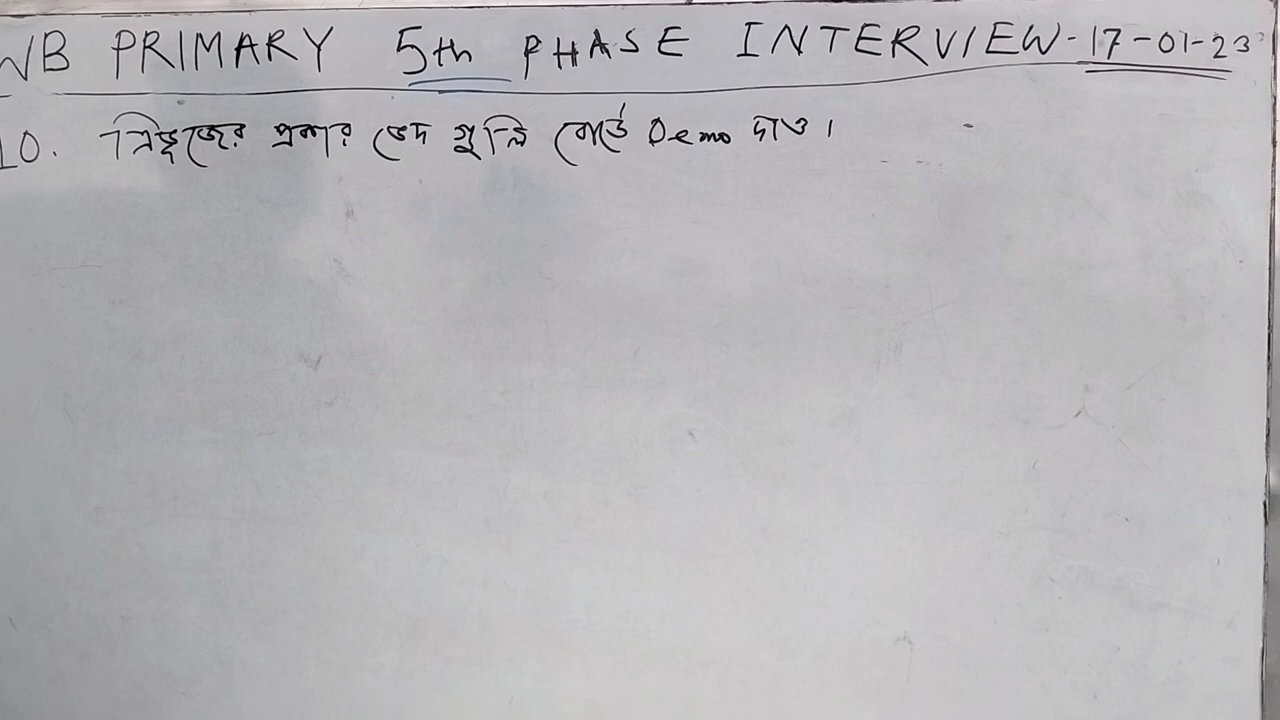 WB PRIMARY 5th PHASE INTERVIEW-17-01-23
10. ত্রিভূজের প্রকার ভেদ গুলি বোর্ডে Demo দাও।